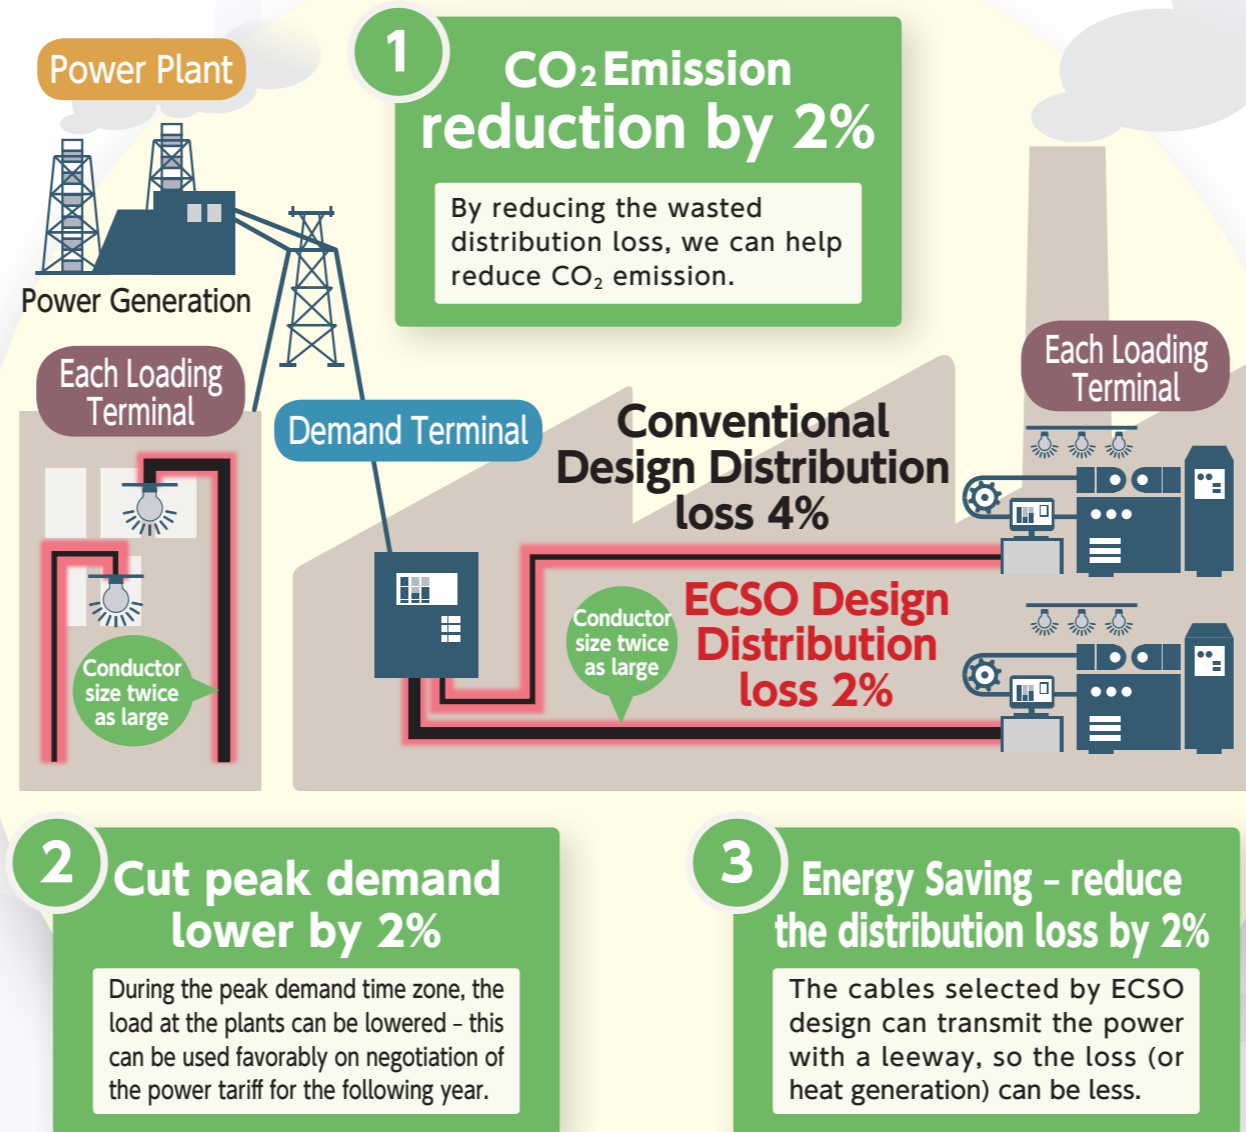 Power Plant
Power Generation
1
CO₂ Emission
reduction by 2%
By reducing the wasted
distribution loss, we can help
reduce CO₂ emission.
Each Loading
Terminal
Conductor
size twice
as large
Demand Terminal
Conventional
Design Distribution
loss 4%
Conductor
size twice
as large
ECSO Design
Distribution
loss 2%
Each Loading
Terminal
2
Cut peak demand
lower by 2%
During the peak demand time zone, the
load at the plants can be lowered – this
can be used favorably on negotiation of
the power tariff for the following year.
3
Energy Saving – reduce
the distribution loss by 2%
The cables selected by ECSO
design can transmit the power
with a leeway, so the loss (or
heat generation) can be less.